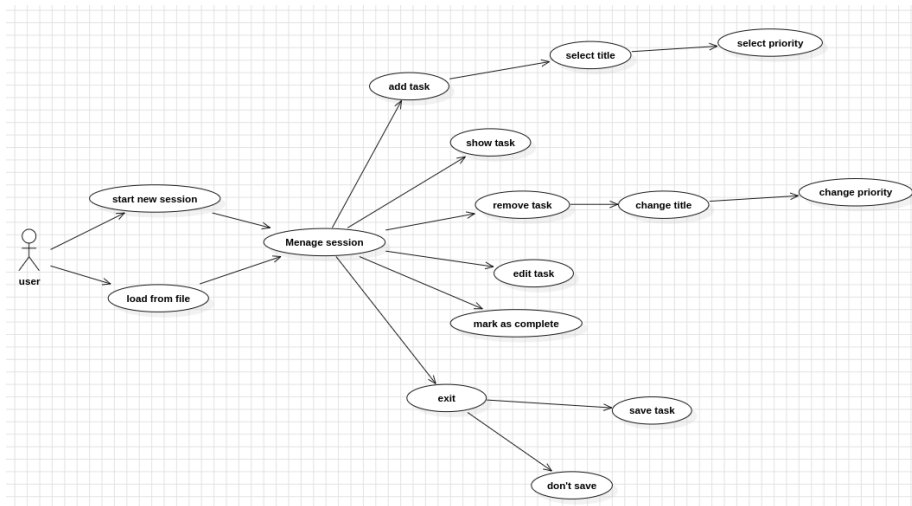 select priority
select title
add task
show task
change priority
start new session
remove task
change title
Menage session
edit task
user
load from file
mark as complete
exit
save task
don't save